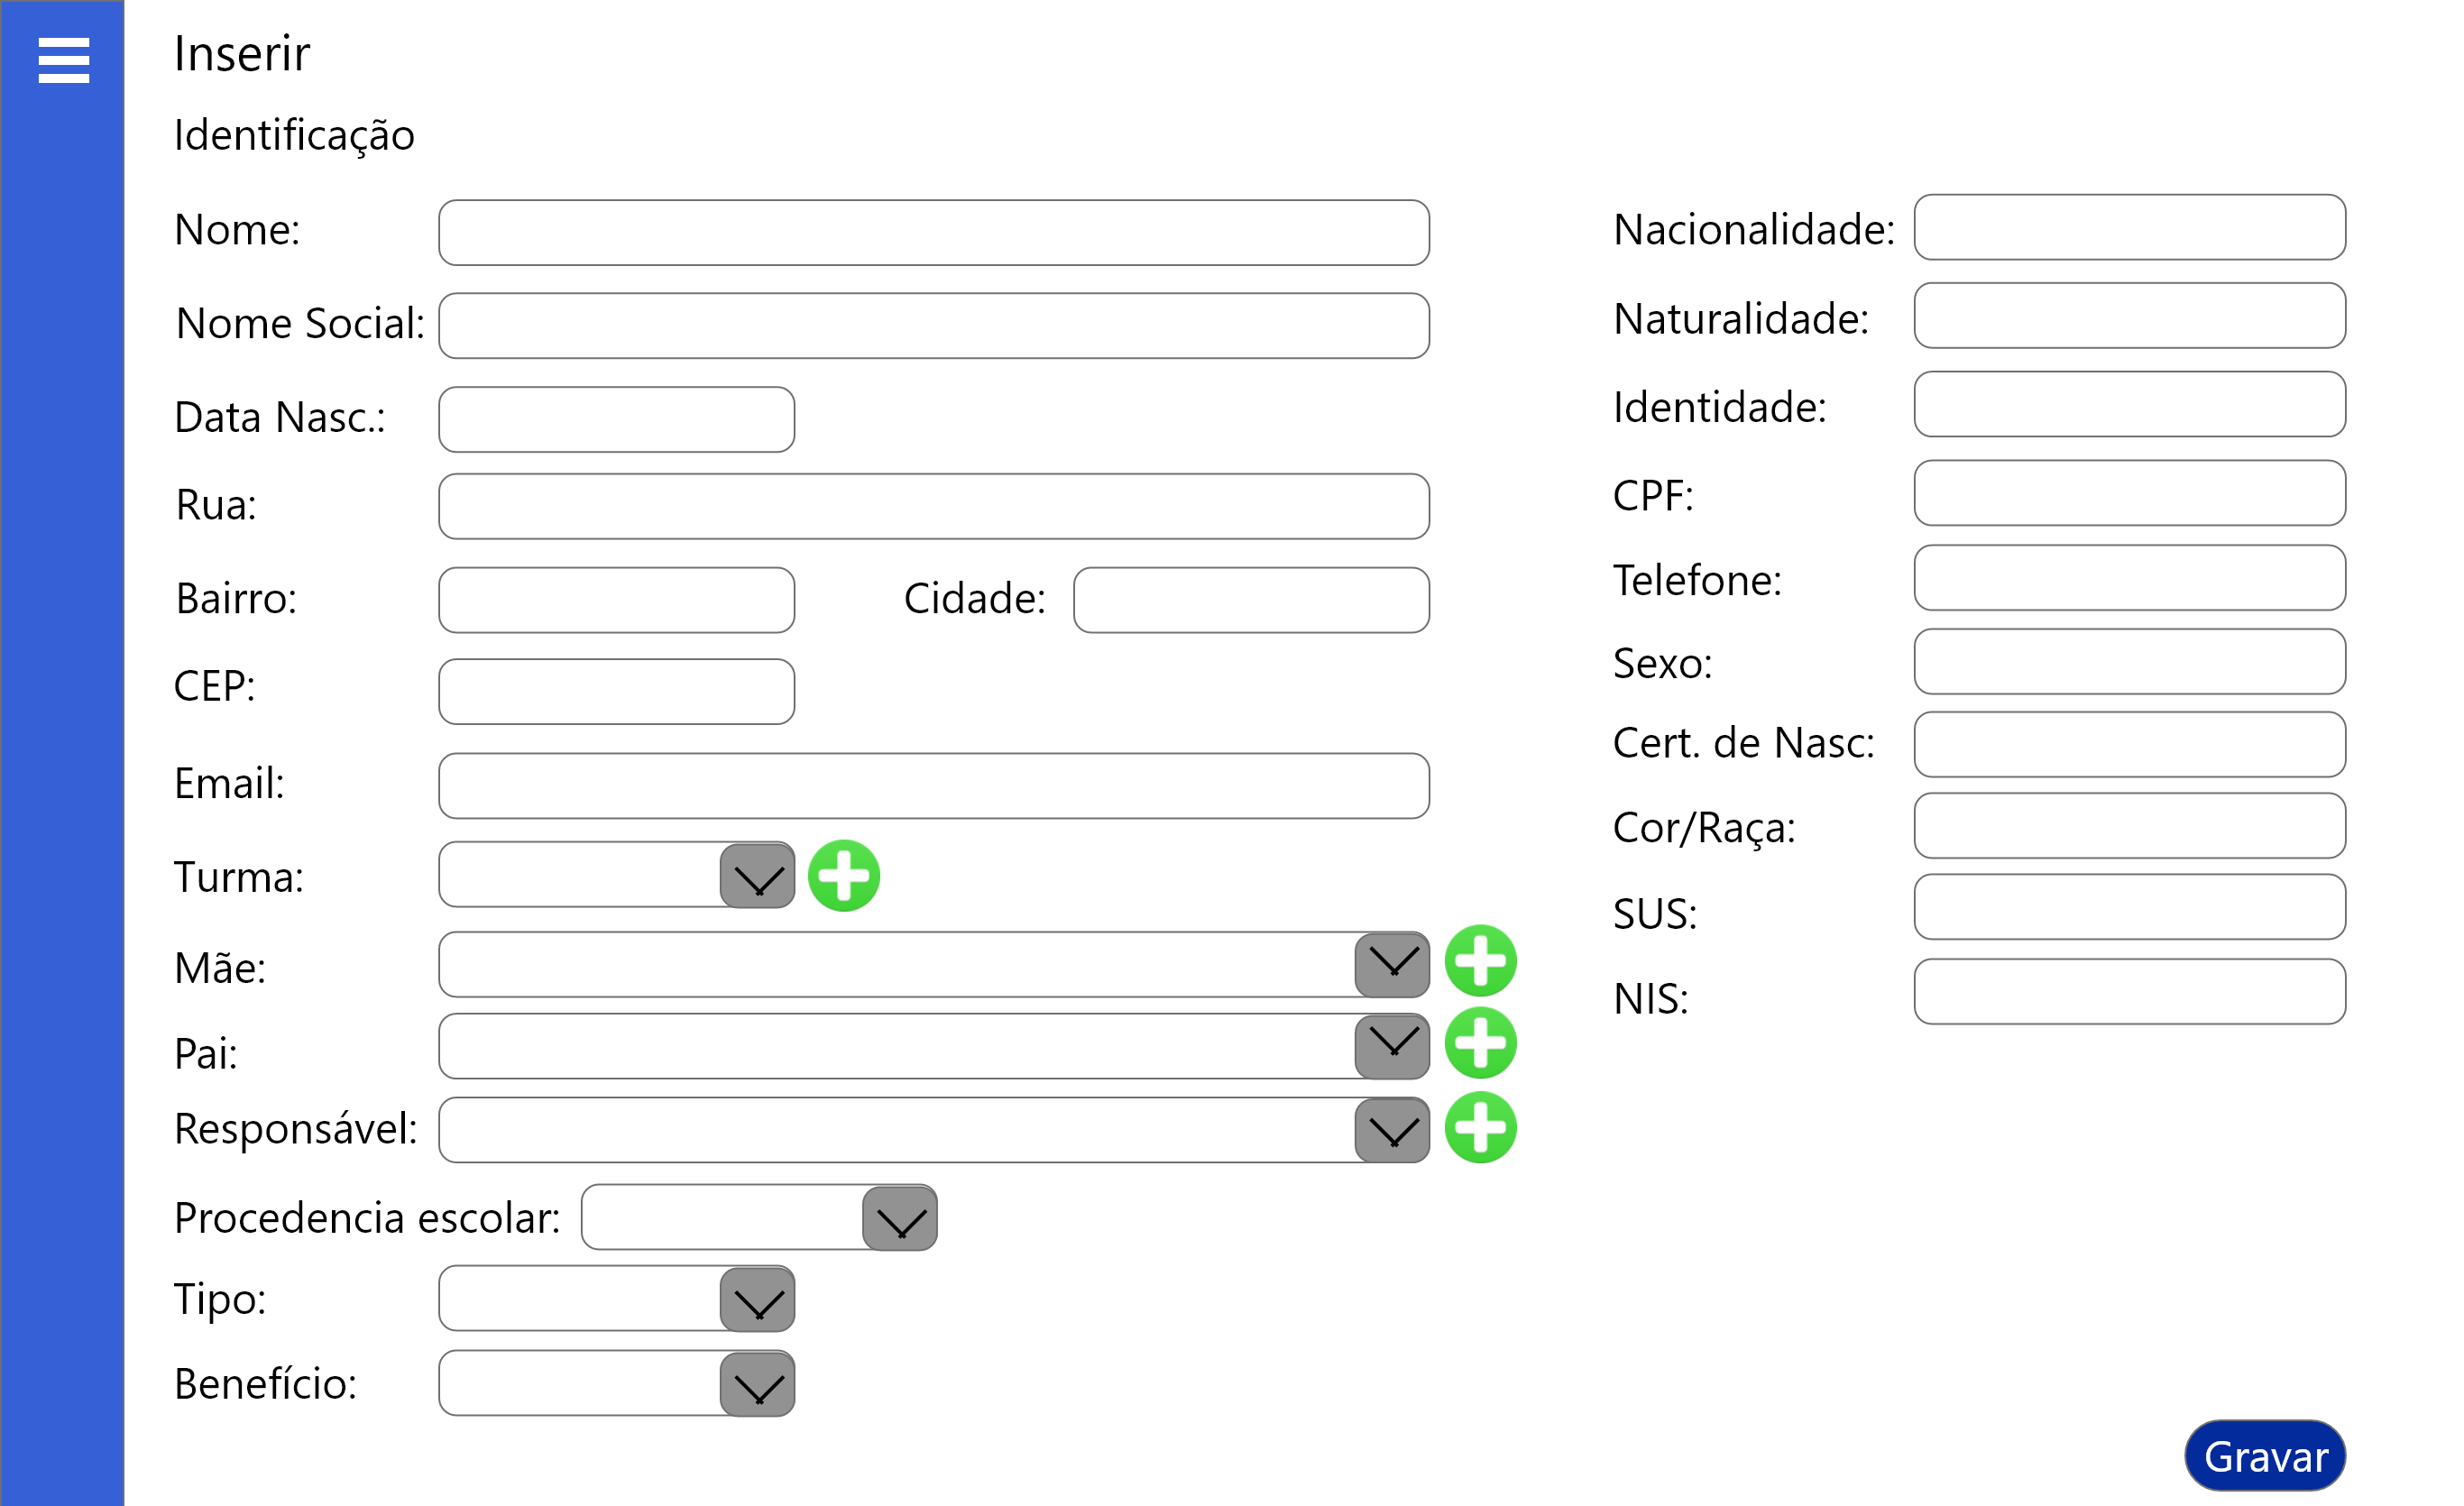 Inserir
Identificação
Nome:
Nome Social:
Data Nasc.:
Rua:
Bairro:
Cidade:
CEP:
Email:
Turma:
Mãe:
Pai:
Responsável:
Procedencia escolar:
Tipo:
Benefício:
Nacionalidade:
Naturalidade:
Identidade:
CPF:
Telefone:
Sexo:
Cert. de Nasc:
Cor/Raça:
SUS:
NIS:
Gravar